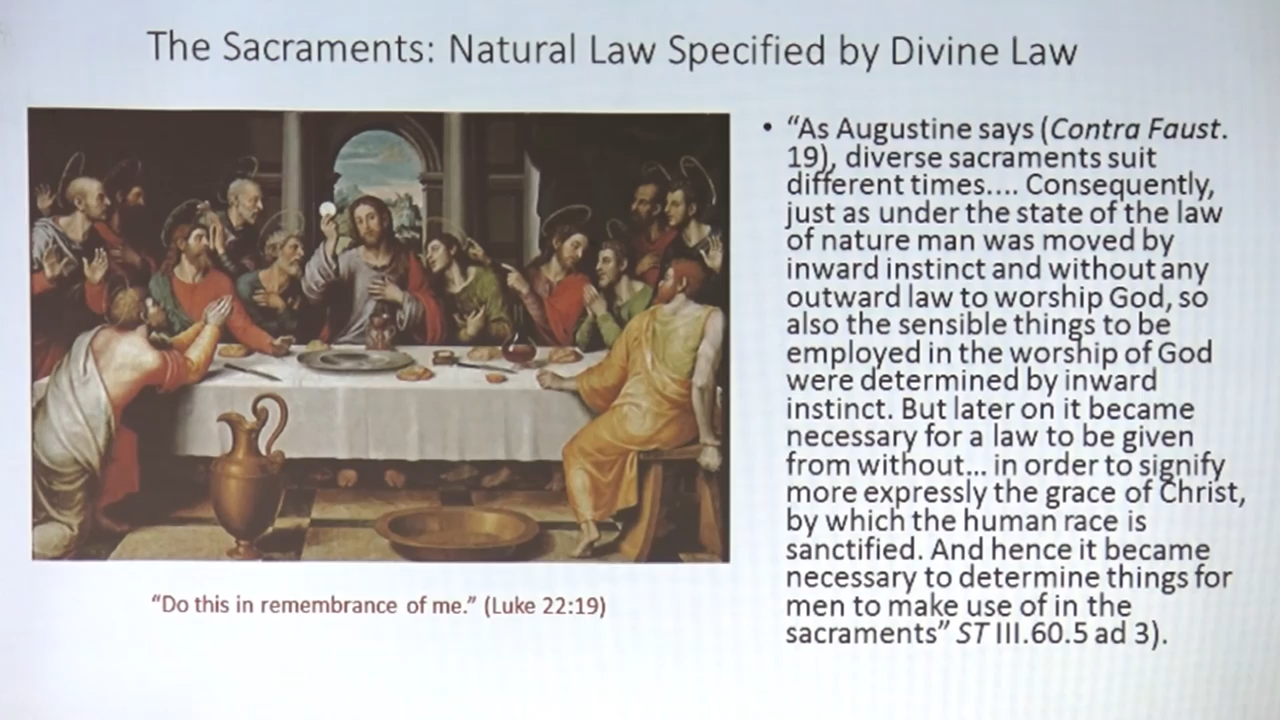 The Sacraments: Natural Law Specified by Divine Law
• “As Augustine says (Contra Faust.
19), diverse sacraments suit
different times.... Consequently,
just as under the state of the law
of nature man was moved by
inward instinct and without any
outward law to worship God, so
also the sensible things to be
employed in the worship of God
were determined by inward
instinct. But later on it became
necessary for a law to be given
from without... in order to signify
more expressly the grace of Christ,
by which the human race is
sanctified. And hence it became
necessary to determine things for
men to make use of in the
sacraments” ST III.60.5 ad 3).
“Do this in remembrance of me.” (Luke 22:19)